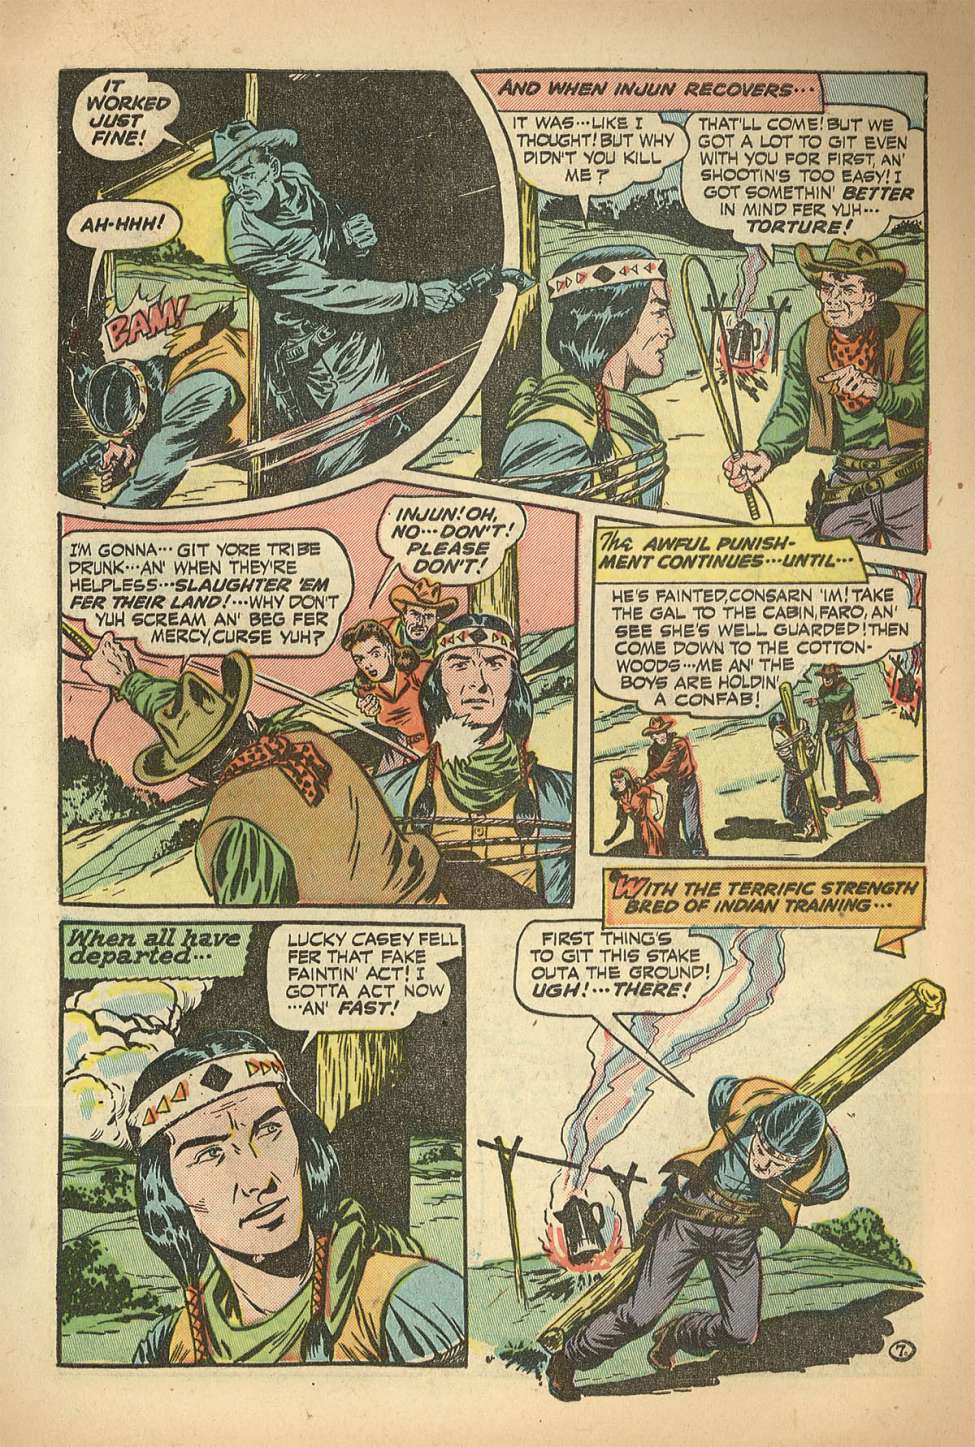 IT
WORKED
JUST
FINE!
AH-HHH!
BAM!
AND WHEN INJUN RECOVERS...
IT WAS...LIKE I
THOUGHT! BUT WHY
DIDN'T YOU KILL
ME?
THAT'LL COME! BUT WE
GOT A LOT TO GIT EVEN
WITH YOU FOR FIRST, AN'
SHOOTIN'S TOO EASY! I
GOT SOMETHIN' BETTER
IN MIND FER YUH...
TORTURE!
I'M GONNA... GIT YORE TRIBE
DRUNK...AN' WHEN THEY'RE
HELPLESS...SLAUGHTER 'EM
FER THEIR LAND!...WHY DON'T
YUH SCREAM AN' BEG FER
MERCY, CURSE YUH?
INJUN! OH,
NO...DON'T!
PLEASE
DON'T!
The AWFUL PUNISH-
MENT CONTINUES...UNTIL...
HE'S FAINTED, CONSARN 'IM! TAKE
THE GAL TO THE CABIN, FARO, AN'
SEE SHE'S WELL GUARDED! THEN
COME DOWN TO THE COTTON-
WOODS...ME AN' THE
BOYS ARE HOLDIN'
A CONFAB!
When all have
departed...
LUCKY CASEY FELL
FER THAT FAKE
FAINTIN' ACT! I
GOTTA ACT NOW
...AN' FAST!
"WITH THE TERRIFIC STRENGTH
BRED OF INDIAN TRAINING...
FIRST THING'S
TO GIT THIS STAKE
OUTA THE GROUND!
UGH!...THERE!
7